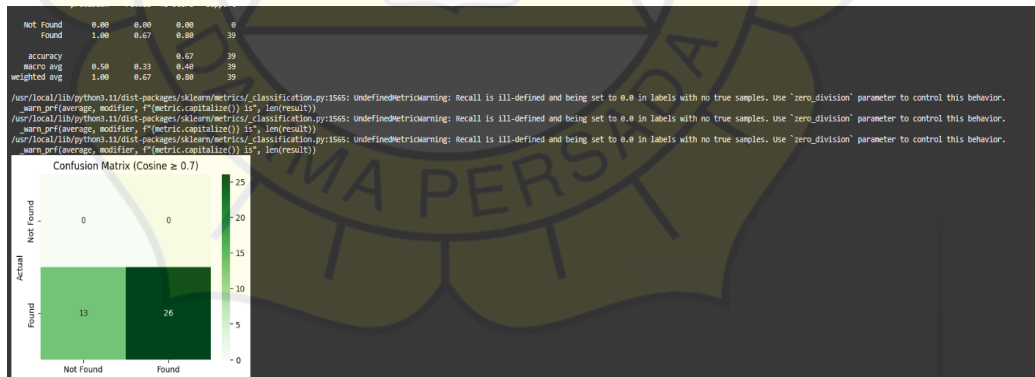 Not Found 0.00 0.00 0.00 0
Found 1.00 0.67 0.80 39
accuracy 0.67 39
macro avg 0.50 0.33 0.40 39
weighted avg 1.00 0.67 0.80 39
/usr/local/lib/python3.11/dist-packages/sklearn/metrics/_classification.py:1565: UndefinedMetricWarning: Recall is ill-defined and being set to 0.0 in labels with no true samples. Use `zero_division` parameter to control this behavior.
_warn_prf(average, modifier, f"{metric.capitalize()} is", len(result))
/usr/local/lib/python3.11/dist-packages/sklearn/metrics/_classification.py:1565: UndefinedMetricWarning: Recall is ill-defined and being set to 0.0 in labels with no true samples. Use `zero_division` parameter to control this behavior.
_warn_prf(average, modifier, f"{metric.capitalize()} is", len(result))
/usr/local/lib/python3.11/dist-packages/sklearn/metrics/_classification.py:1565: UndefinedMetricWarning: Recall is ill-defined and being set to 0.0 in labels with no true samples. Use `zero_division` parameter to control this behavior.
_warn_prf(average, modifier, f"{metric.capitalize()} is", len(result))
Confusion Matrix (Cosine ≥ 0.7)
Actual
Not Found
0 0
Found
13 26
Not Found Found
25
20
15
10
5
0
MA PERSADA